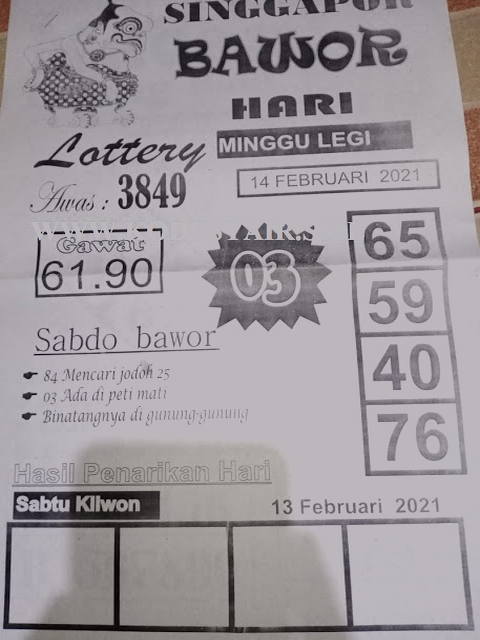 SINGGAPOR
BAWOR
HARI
MINGGU LEGI
Lottery
14 FEBRUARI 2021
Awas : 3849
Gawat
61.90
03
65
59
40
76
Sabdo bawor
84 Mencari jodoh 25
03 Ada di peti mati
Binatangnya di gunung-gunung
Hasil Penarikan Hari
Sabtu Kliwon
13 Februari 2021